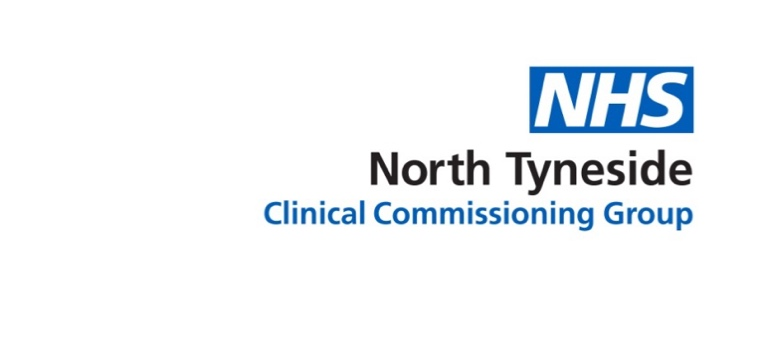 NHS
North Tyneside
Clinical Commissioning Group